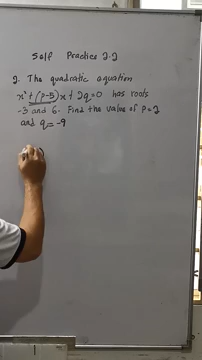 Self Practice 2.2
2. The quadratic equation
x² + (p-5)x + 2q = 0 has roots
-3 and 6. Find the value of p = 2
and q = -9